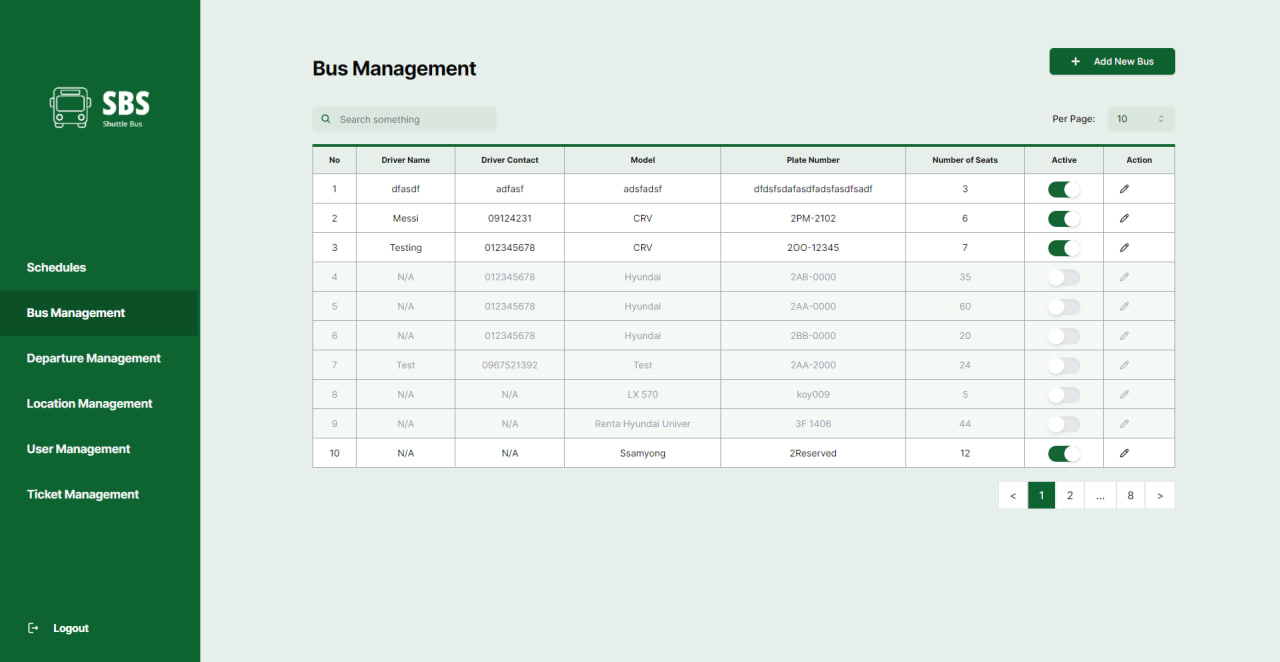 SBS
Shuttle Bus
Schedules
Bus Management
Departure Management
Location Management
User Management
Ticket Management
Logout
Bus Management
+ Add New Bus
Search something
Per Page: 10
No Driver Name Driver Contact Model Plate Number Number of Seats Active Action
1 dfasdf adfasf adsfadsf dfdsfsdafasdfadsfasdfsadf 3
2 Messi 09124231 CRV 2PM-2102 6
3 Testing 012345678 CRV 2OO-12345 7
4 N/A 012345678 Hyundai 2AB-0000 35
5 N/A 012345678 Hyundai 2AA-0000 60
6 N/A 012345678 Hyundai 2BB-0000 20
7 Test 0967521392 Test 2AA-2000 24
8 N/A N/A LX 570 koy009 5
9 N/A N/A Renta Hyundai Univer 3F 1406 44
10 N/A N/A Ssamyong 2Reserved 12
< 1 2 ... 8 >